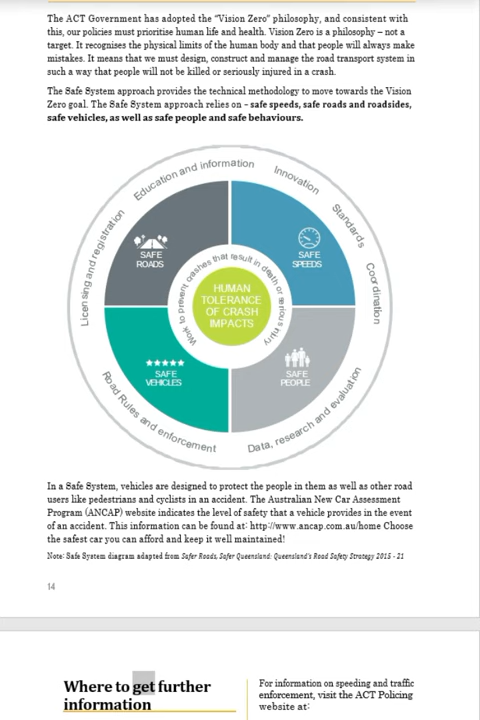 The ACT Government has adopted the "Vision Zero" philosophy, and consistent with
this, our policies must prioritise human life and health. Vision Zero is a philosophy – not a
target. It recognises the physical limits of the human body and that people will always make
mistakes. It means that we must design, construct and manage the road transport system in
such a way that people will not be killed or seriously injured in a crash.
The Safe System approach provides the technical methodology to move towards the Vision
Zero goal. The Safe System approach relies on – safe speeds, safe roads and roadsides,
safe vehicles, as well as safe people and safe behaviours.
Licensing and registration
Education and information
Innovation
Standards
Coordination
SAFE
ROADS
SAFE
SPEEDS
Work to prevent crashes that result in death or serious injury
HUMAN
TOLERANCE
OF CRASH
IMPACTS
SAFE
VEHICLES
SAFE
PEOPLE
Road Rules and enforcement
Data, research and evaluation
In a Safe System, vehicles are designed to protect the people in them as well as other road
users like pedestrians and cyclists in an accident. The Australian New Car Assessment
Program (ANCAP) website indicates the level of safety that a vehicle provides in the event
of an accident. This information can be found at: http://www.ancap.com.au/home Choose
the safest car you can afford and keep it well maintained!
Note: Safe System diagram adapted from Safer Roads, Safer Queensland: Queensland's Road Safety Strategy 2015 - 21
14
Where to get further
information
For information on speeding and traffic
enforcement, visit the ACT Policing
website at: